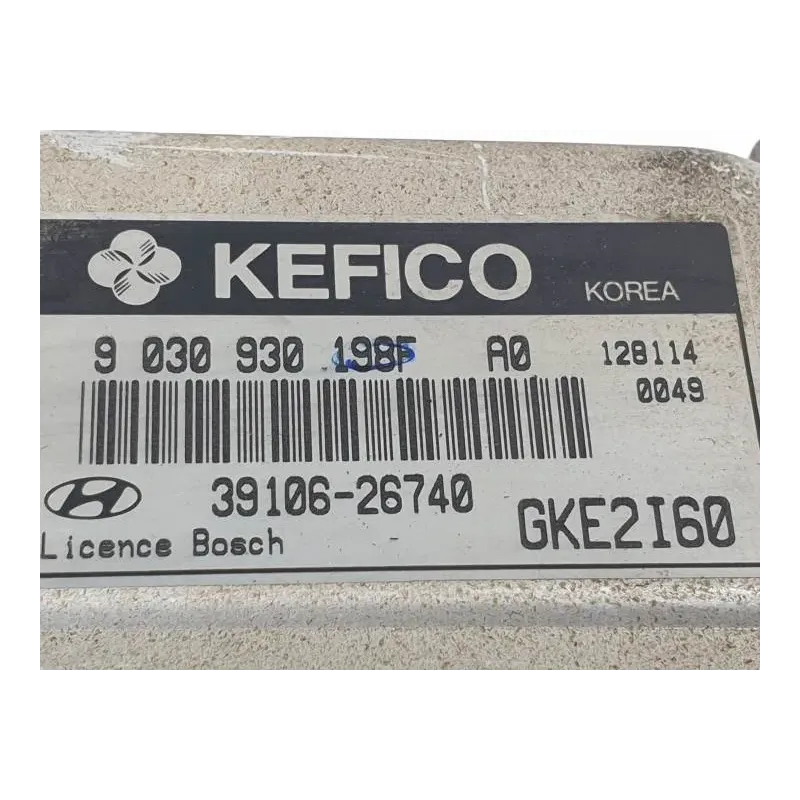 KEFICO KOREA
9 030 930 198F A0 128114
0049
39106-26740 GKE2I60
Licence Bosch